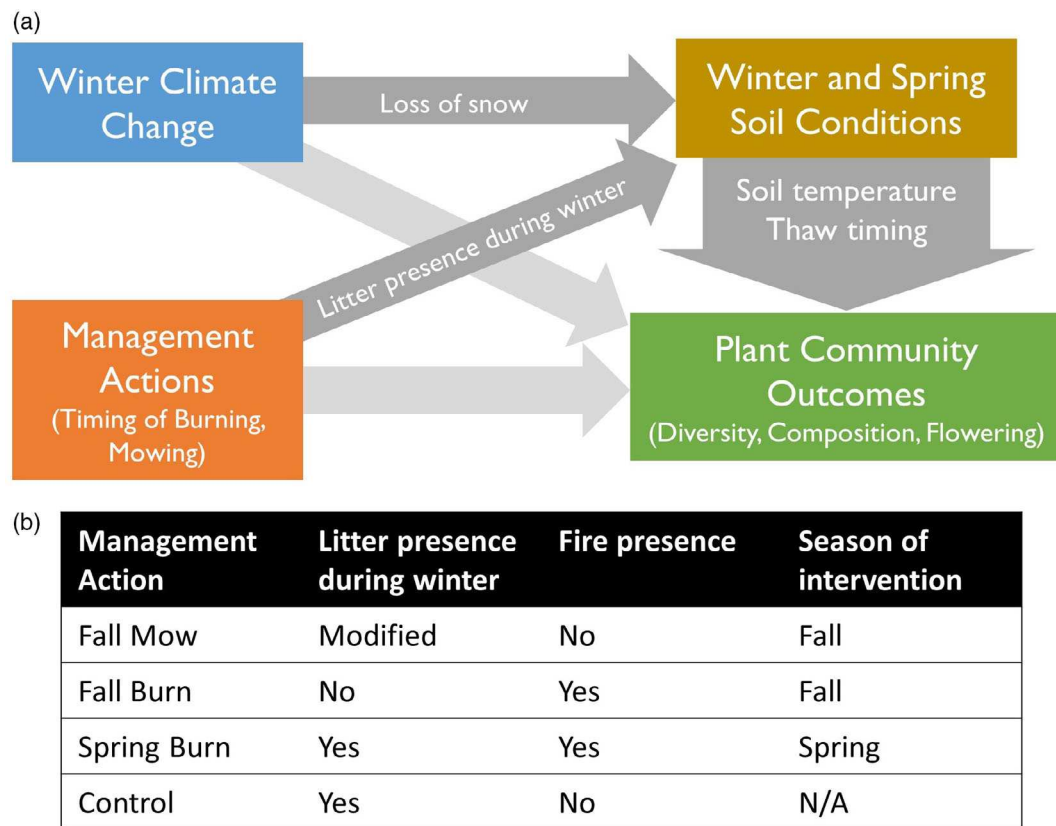 (a)
Winter Climate
Change
Loss of snow
Winter and Spring
Soil Conditions
Litter presence during winter
Soil temperature
Thaw timing
Management
Actions
(Timing of Burning,
Mowing)
Plant Community
Outcomes
(Diversity, Composition, Flowering)
(b)
Management Action Litter presence during winter Fire presence Season of intervention
Fall Mow Modified No Fall
Fall Burn No Yes Fall
Spring Burn Yes Yes Spring
Control Yes No N/A